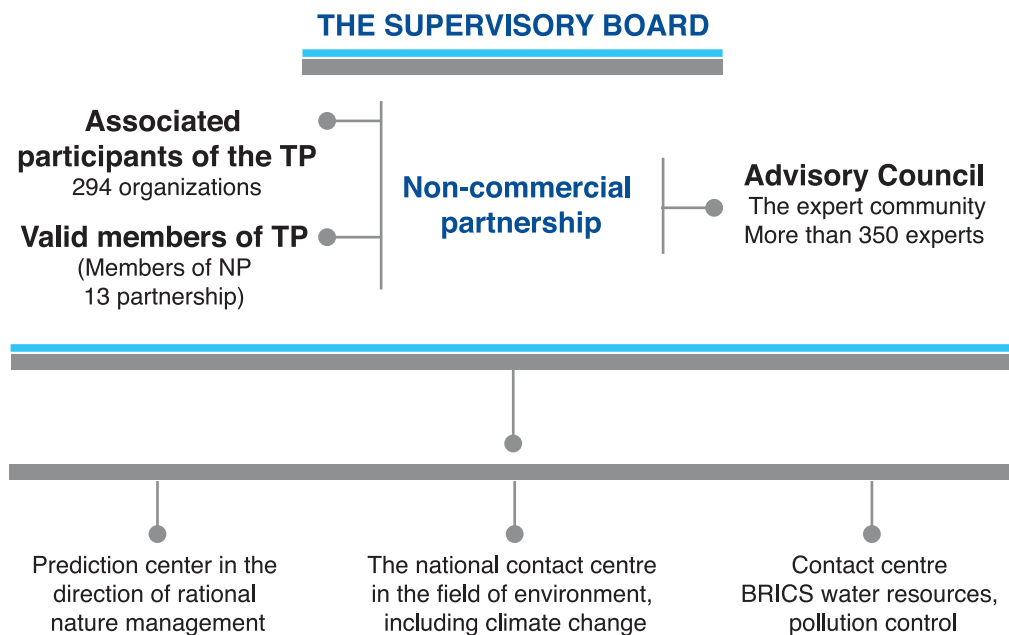 THE SUPERVISORY BOARD
Associated
participants of the TP
294 organizations
Valid members of TP
(Members of NP
13 partnership)
Non-commercial
partnership
Advisory Council
The expert community
More than 350 experts
Prediction center in the
direction of rational
nature management
The national contact centre
in the field of environment,
including climate change
Contact centre
BRICS water resources,
pollution control